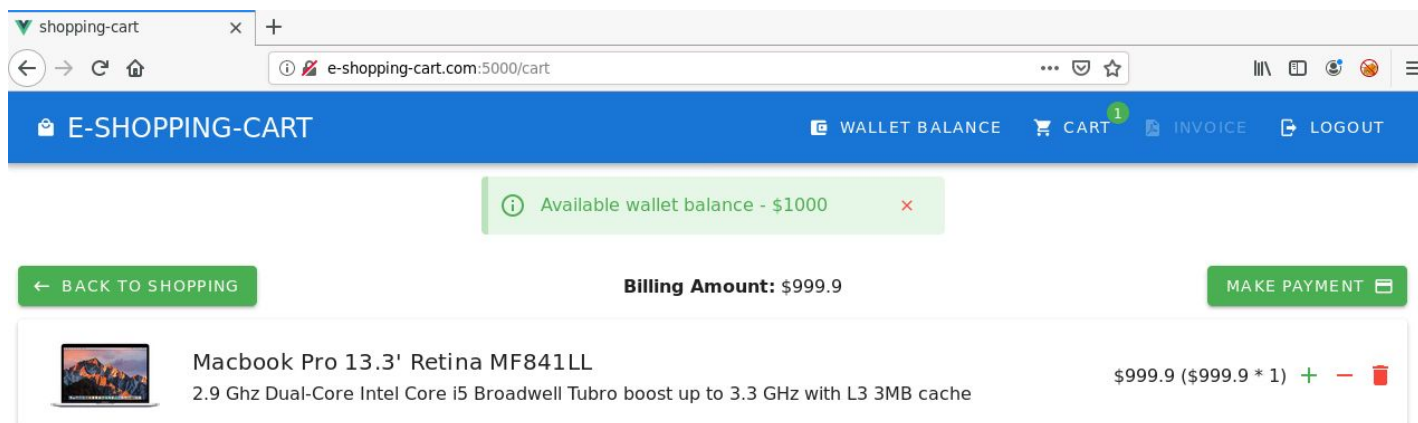 shopping-cart
e-shopping-cart.com:5000/cart
E-SHOPPING-CART
WALLET BALANCE
CART
1
INVOICE
LOGOUT
Available wallet balance - $1000
BACK TO SHOPPING
Billing Amount: $999.9
MAKE PAYMENT
Macbook Pro 13.3' Retina MF841LL
2.9 Ghz Dual-Core Intel Core i5 Broadwell Tubro boost up to 3.3 GHz with L3 3MB cache
$999.9 ($999.9 * 1)